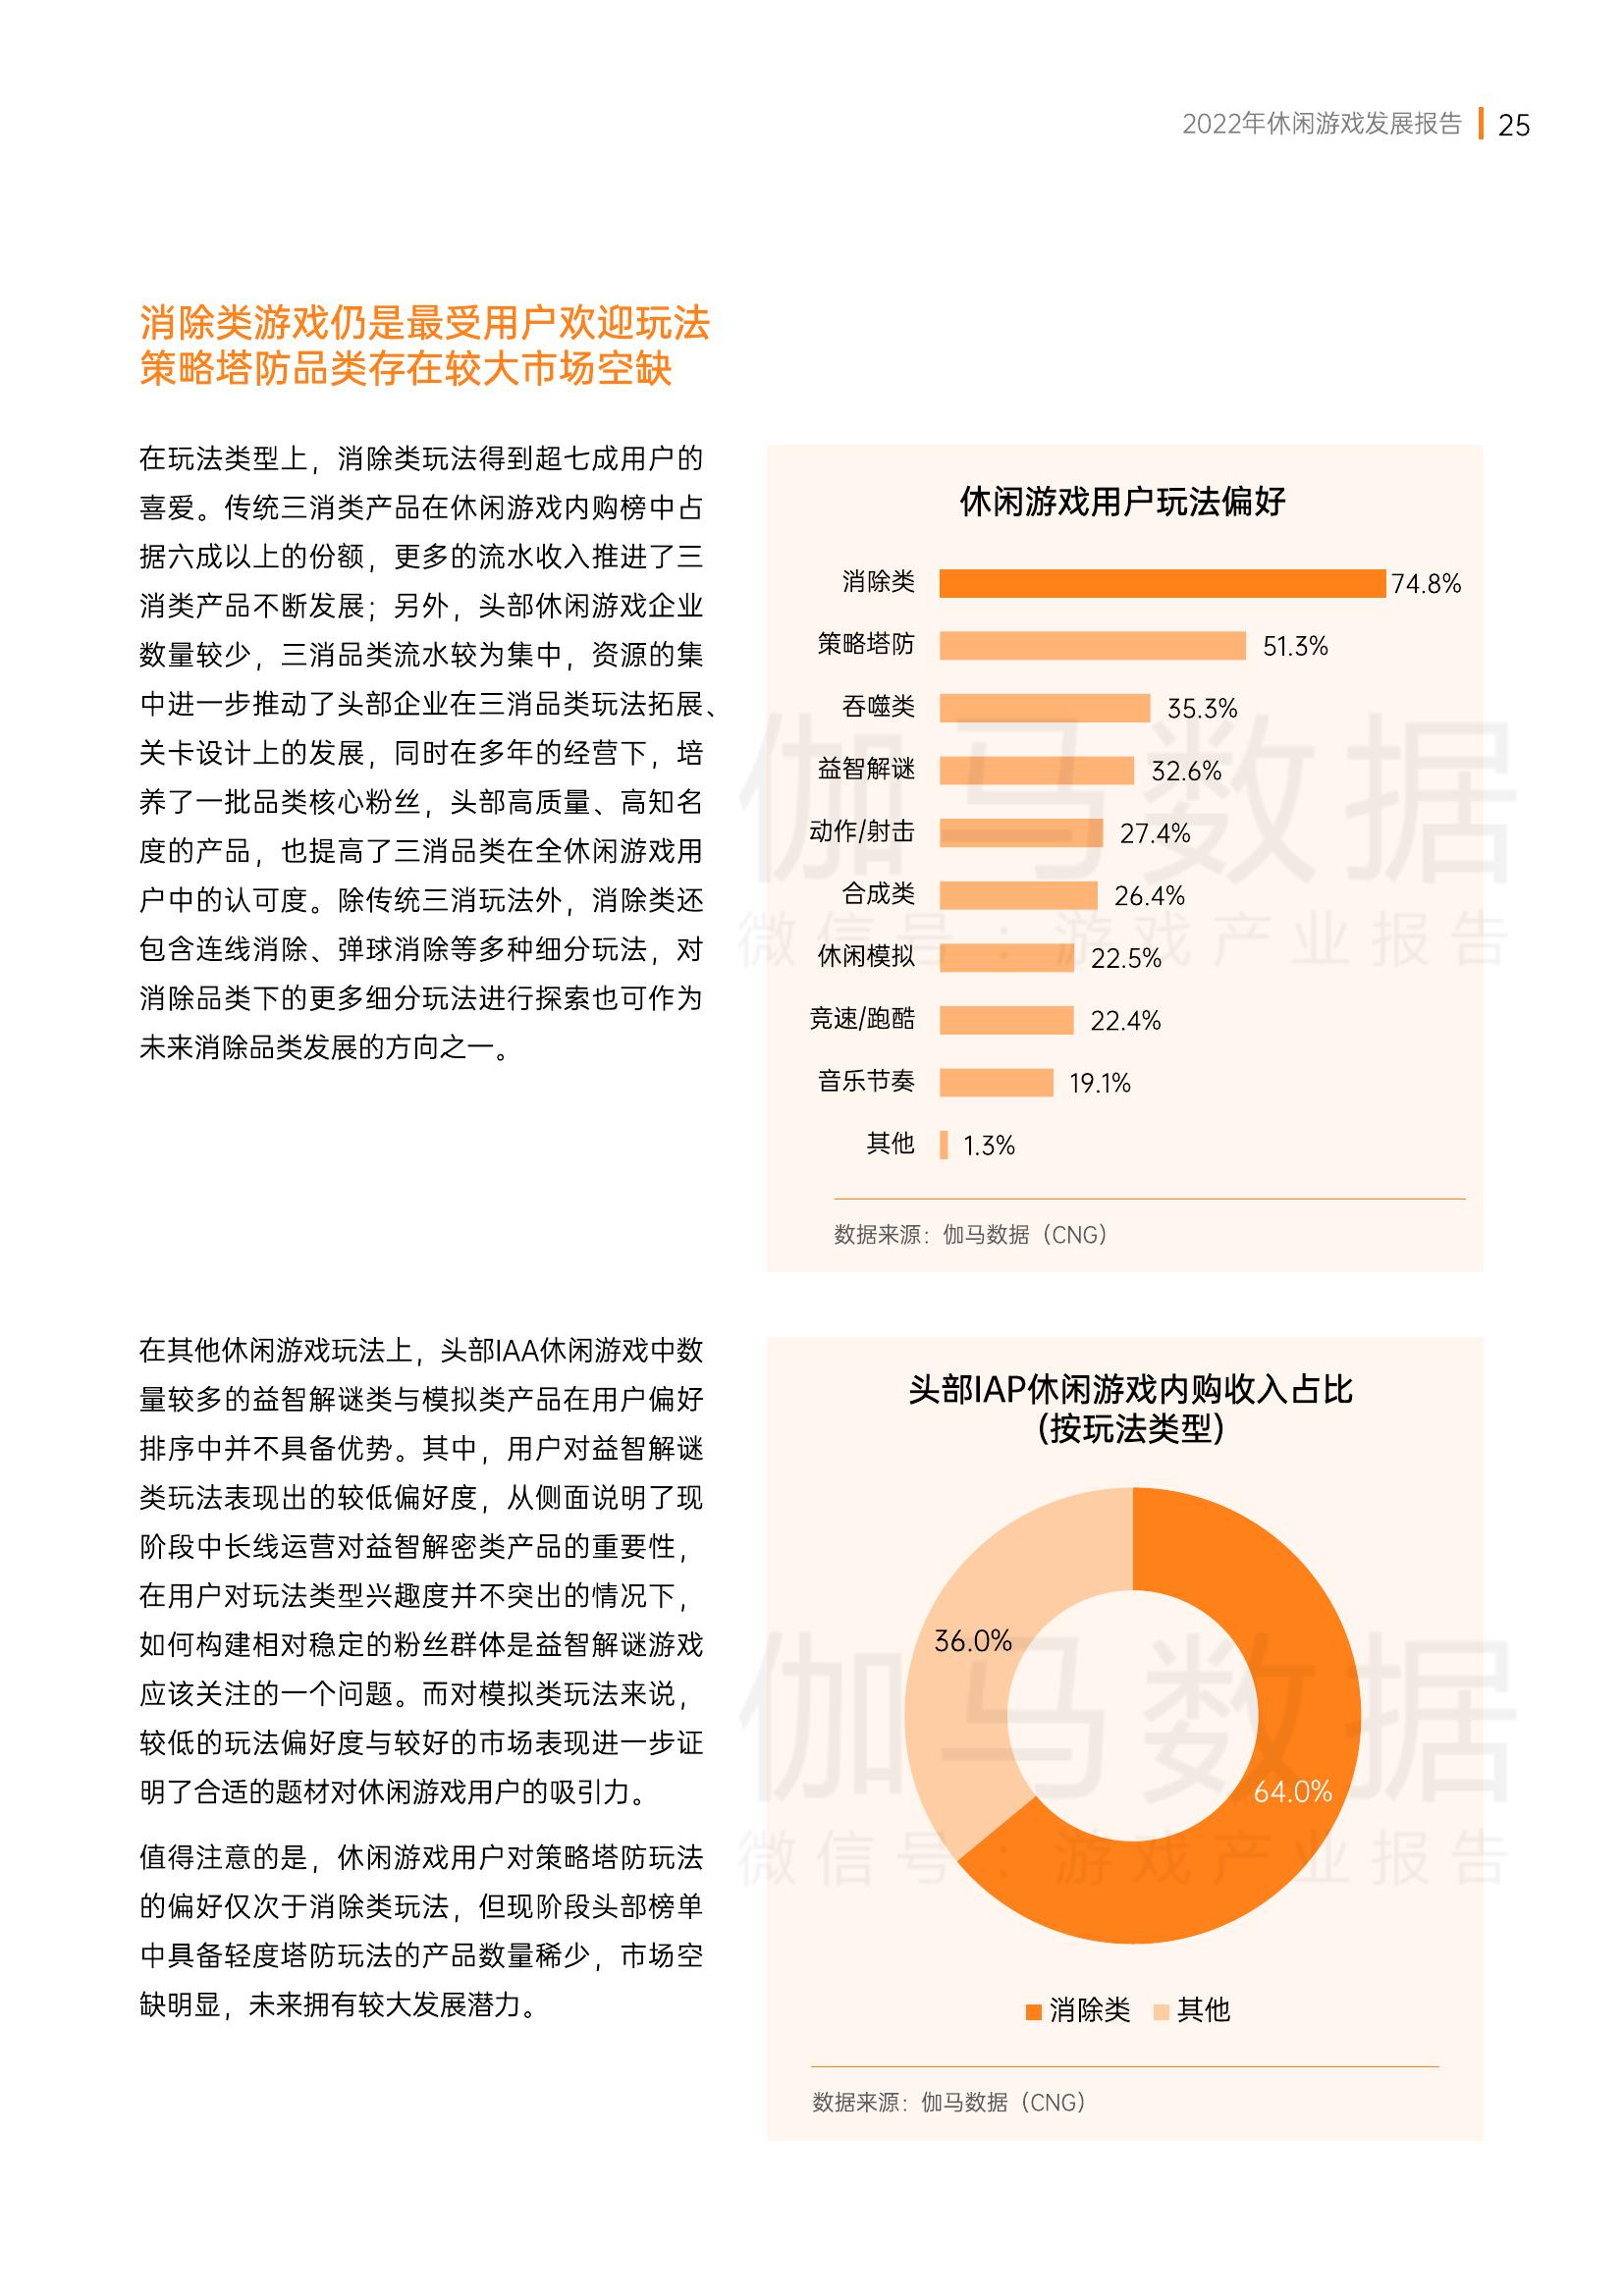 2022年休闲游戏发展报告 25
消除类游戏仍是最受用户欢迎玩法
策略塔防品类存在较大市场空缺
在玩法类型上，消除类玩法得到超七成用户的
喜爱。传统三消类产品在休闲游戏内购榜中占
据六成以上的份额，更多的流水收入推进了三
消类产品不断发展；另外，头部休闲游戏企业
数量较少，三消品类流水较为集中，资源的集
中进一步推动了头部企业在三消品类玩法拓展、
关卡设计上的发展，同时在多年的经营下，培
养了一批品类核心粉丝，头部高质量、高知名
度的产品，也提高了三消品类在全休闲游戏用
户中的认可度。除传统三消玩法外，消除类还
包含连线消除、弹球消除等多种细分玩法，对
消除品类下的更多细分玩法进行探索也可作为
未来消除品类发展的方向之一。
休闲游戏用户玩法偏好
消除类 74.8%
策略塔防 51.3%
吞噬类 35.3%
益智解谜 32.6%
动作/射击 27.4%
合成类 26.4%
休闲模拟 22.5%
竞速/跑酷 22.4%
音乐节奏 19.1%
其他 1.3%
数据来源：伽马数据（CNG）
伽马数据
微信号：游戏产业报告
在其他休闲游戏玩法上，头部IAA休闲游戏中数
量较多的益智解谜类与模拟类产品在用户偏好
排序中并不具备优势。其中，用户对益智解谜
类玩法表现出的较低偏好度，从侧面说明了现
阶段中长线运营对益智解密类产品的重要性，
在用户对玩法类型兴趣度并不突出的情况下，
如何构建相对稳定的粉丝群体是益智解谜游戏
应该关注的一个问题。而对模拟类玩法来说，
较低的玩法偏好度与较好的市场表现进一步证
明了合适的题材对休闲游戏用户的吸引力。
值得注意的是，休闲游戏用户对策略塔防玩法
的偏好仅次于消除类玩法，但现阶段头部榜单
中具备轻度塔防玩法的产品数量稀少，市场空
缺明显，未来拥有较大发展潜力。
头部IAP休闲游戏内购收入占比
(按玩法类型)
36.0%
64.0%
消除类 其他
数据来源：伽马数据（CNG）
伽马数据
微信号：游戏产业报告